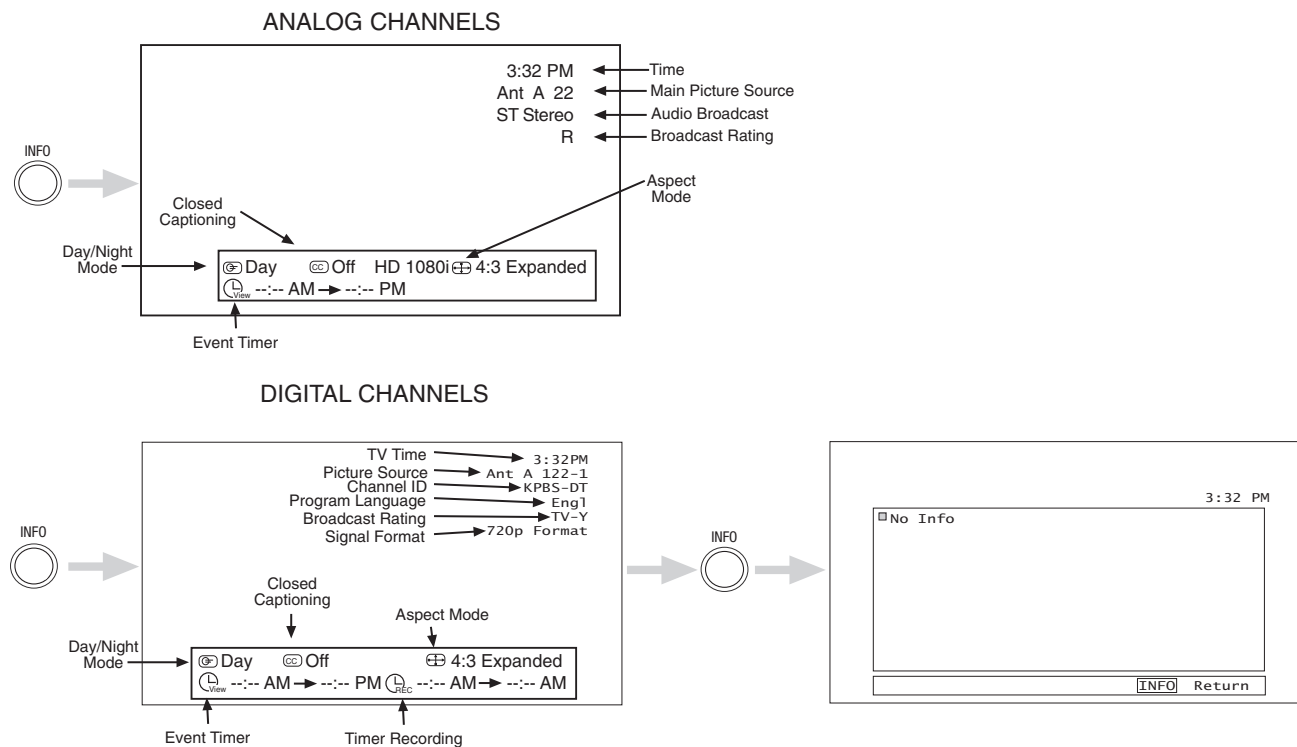 ANALOG CHANNELS
3:32 PM
Time
Ant A 22
Main Picture Source
ST Stereo
Audio Broadcast
R
Broadcast Rating
INFO
Aspect
Mode
Closed
Captioning
Day/Night
Mode
Day CC Off HD 1080i 4:3 Expanded
View --:-- AM → --:-- PM
Event Timer
DIGITAL CHANNELS
TV Time
3:32PM
Picture Source
Ant A 122-1
Channel ID
KPBS-DT
Program Language
Engl
Broadcast Rating
TV-Y
Signal Format
720p Format
INFO
INFO
3:32 PM
No Info
Closed
Captioning
Aspect Mode
Day/Night
Mode
Day CC Off 4:3 Expanded
View --:-- AM → --:-- PM REC --:-- AM → --:-- AM
INFO Return
Event Timer
Timer Recording